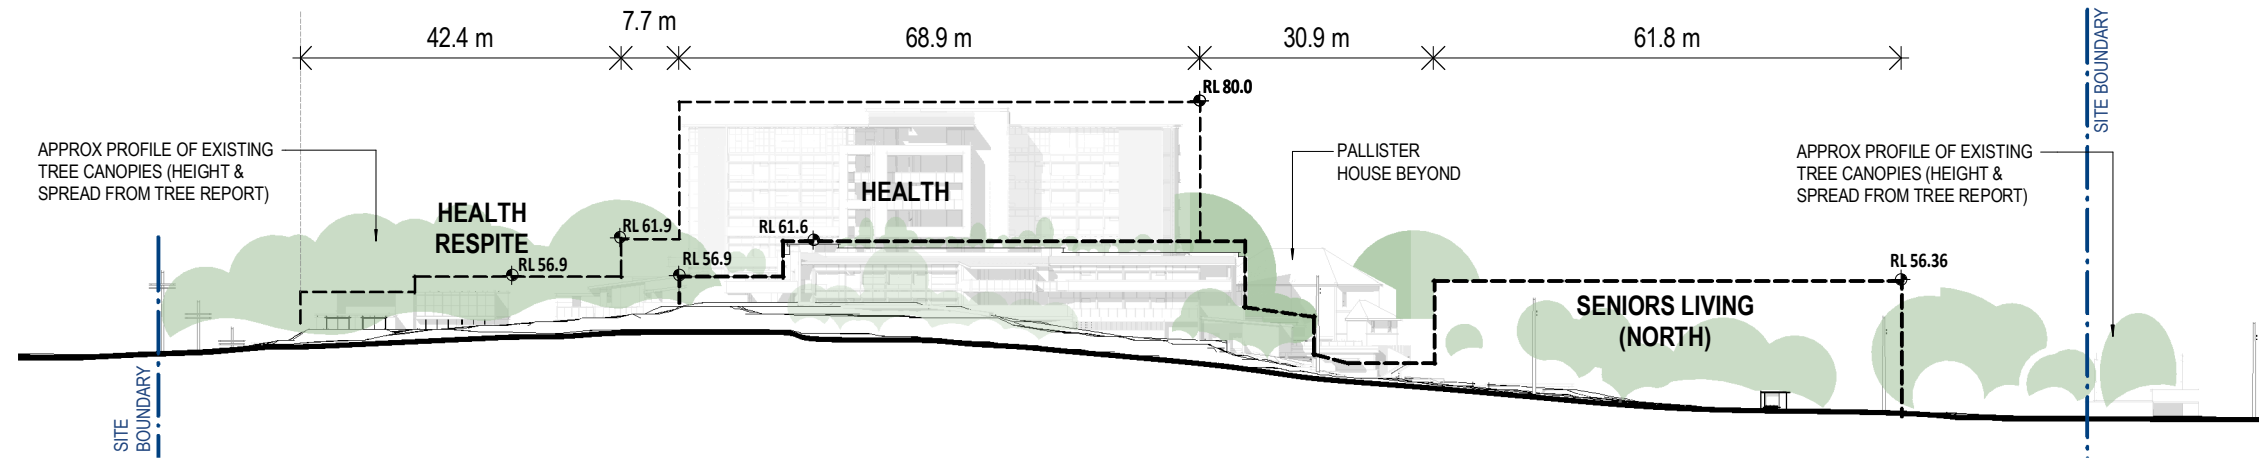 7.7 m
42.4 m
68.9 m
30.9 m
61.8 m
RL 80.0
SITE BOUNDARY
APPROX PROFILE OF EXISTING
TREE CANOPIES (HEIGHT &
SPREAD FROM TREE REPORT)
PALLISTER
HOUSE BEYOND
APPROX PROFILE OF EXISTING
TREE CANOPIES (HEIGHT &
SPREAD FROM TREE REPORT)
HEALTH
HEALTH
RESPITE
RL 61.9
RL 61.6
RL 56.9
RL 56.9
RL 56.36
SENIORS LIVING
(NORTH)
SITE
BOUNDARY